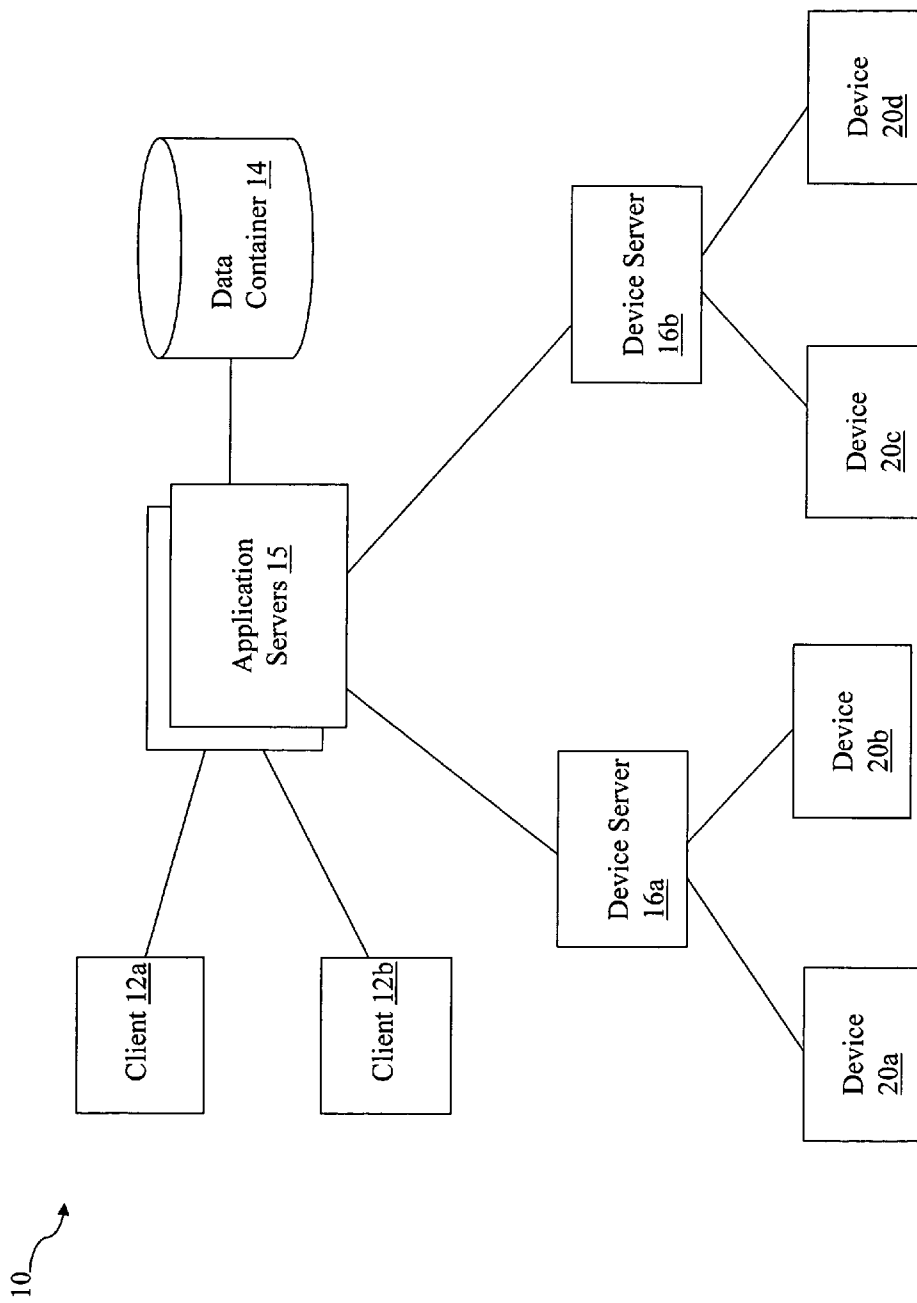 10
Client 12a
Client 12b
Application
Servers 15
Data
Container 14
Device Server
16a
Device Server
16b
Device
20a
Device
20b
Device
20c
Device
20d